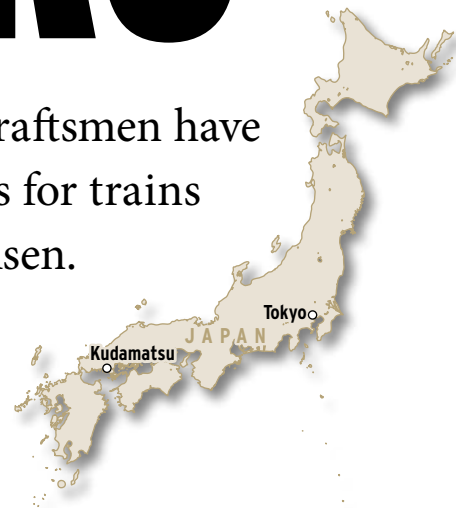 raftsmen have
s for trains
sen.
Tokyo
JAPAN
Kudamatsu